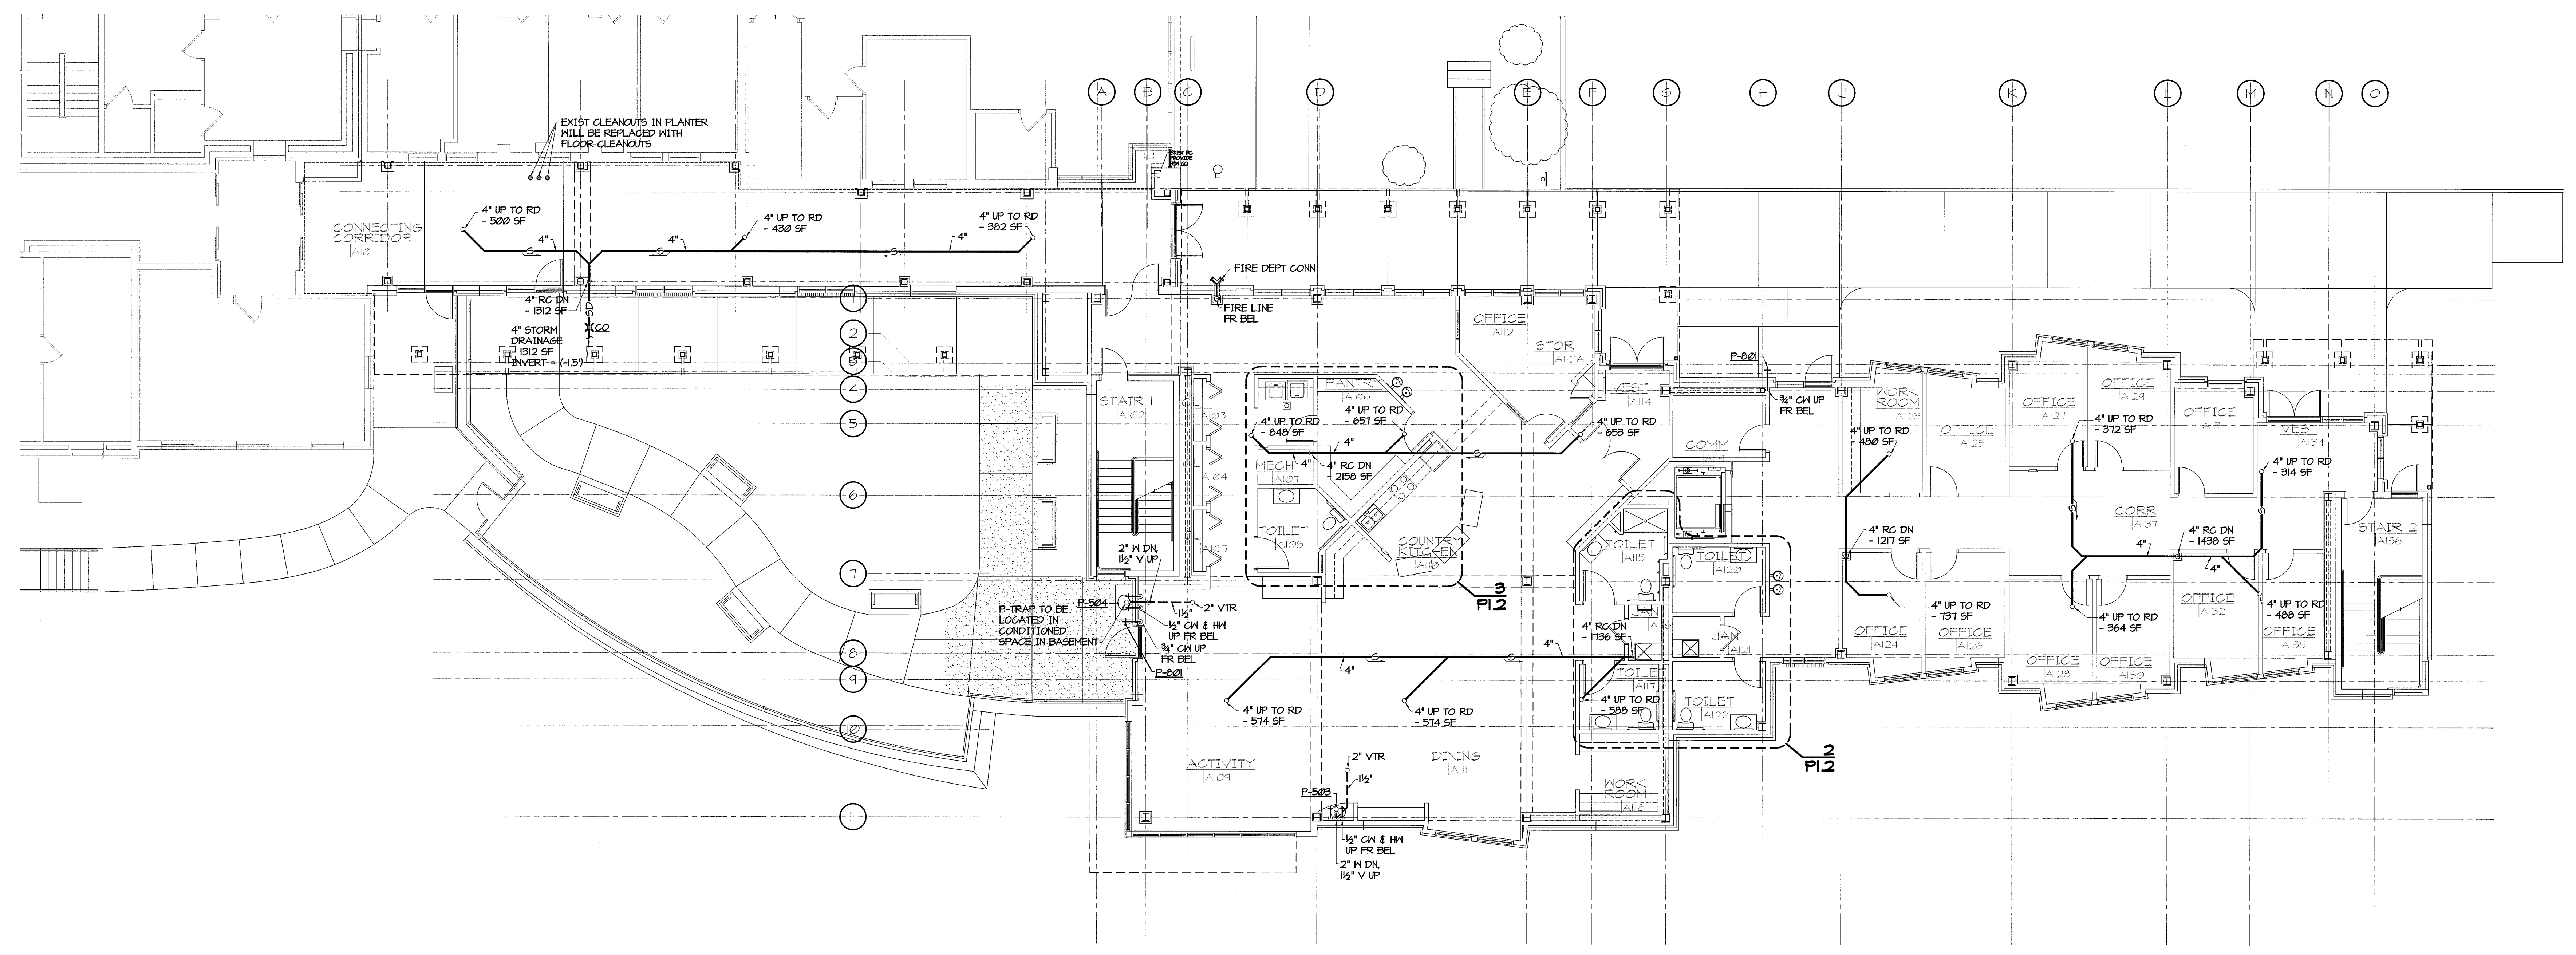 A
B
C
D
E
F
G
H
J
K
L
M
N
O
EXIST CLEANOUTS IN PLANTER
WILL BE REPLACED WITH
FLOOR CLEANOUTS
EXIST RC
PROVIDE
NEW CO
4" UP TO RD
- 500 SF
4" UP TO RD
- 430 SF
4" UP TO RD
- 382 SF
CONNECTING
CORRIDOR
A101
4"
S
S
4"
S
4"
FIRE DEPT CONN
FIRE LINE
FR BEL
4" RC DN
- 1312 SF
SD
CO
4" STORM
DRAINAGE
1312 SF
INVERT = (-1.5')
1
2
3
4
5
6
7
8
9
10
11
OFFICE
A112
STOR
A112A
P-801
3/4" CW UP
FR BEL
STAIR 1
A102
A103
A104
A105
PANTRY
A106
4" UP TO RD
- 848 SF
4" UP TO RD
- 657 SF
4" UP TO RD
- 653 SF
4"
4"
S
4" RC DN
- 2158 SF
MECH
A107
TOILET
A108
COUNTRY
KITCHEN
A110
3
P1.2
VEST
A114
COMM
A119
TOILET
A115
TOILET
A120
WORK
ROOM
A123
4" UP TO RD
- 480 SF
OFFICE
A125
OFFICE
A127
OFFICE
A129
4" UP TO RD
- 372 SF
OFFICE
A131
VEST
A134
4" UP TO RD
- 314 SF
S
S
CORR
A137
4" RC DN
- 1217 SF
4" RC DN
- 1438 SF
4"
4"
STAIR 2
A136
2" W DN,
1½" V UP
P-504
2" VTR
1½"
½" CW & HW
UP FR BEL
3/4" CW UP
FR BEL
P-801
P-TRAP TO BE
LOCATED IN
CONDITIONED
SPACE IN BASEMENT
4" RC DN
- 1736 SF
4"
S
S
4"
JAN
JAN
A121
4" UP TO RD
- 737 SF
4" UP TO RD
- 364 SF
4" UP TO RD
- 488 SF
OFFICE
A124
OFFICE
A126
OFFICE
A128
OFFICE
A130
OFFICE
A132
OFFICE
A135
TOILET
A117
4" UP TO RD
- 588 SF
TOILET
A122
4" UP TO RD
- 574 SF
4" UP TO RD
- 574 SF
2
P1.2
ACTIVITY
A109
DINING
A111
2" VTR
1½"
P-503
WORK
ROOM
A118
½" CW & HW
UP FR BEL
2" W DN,
1½" V UP